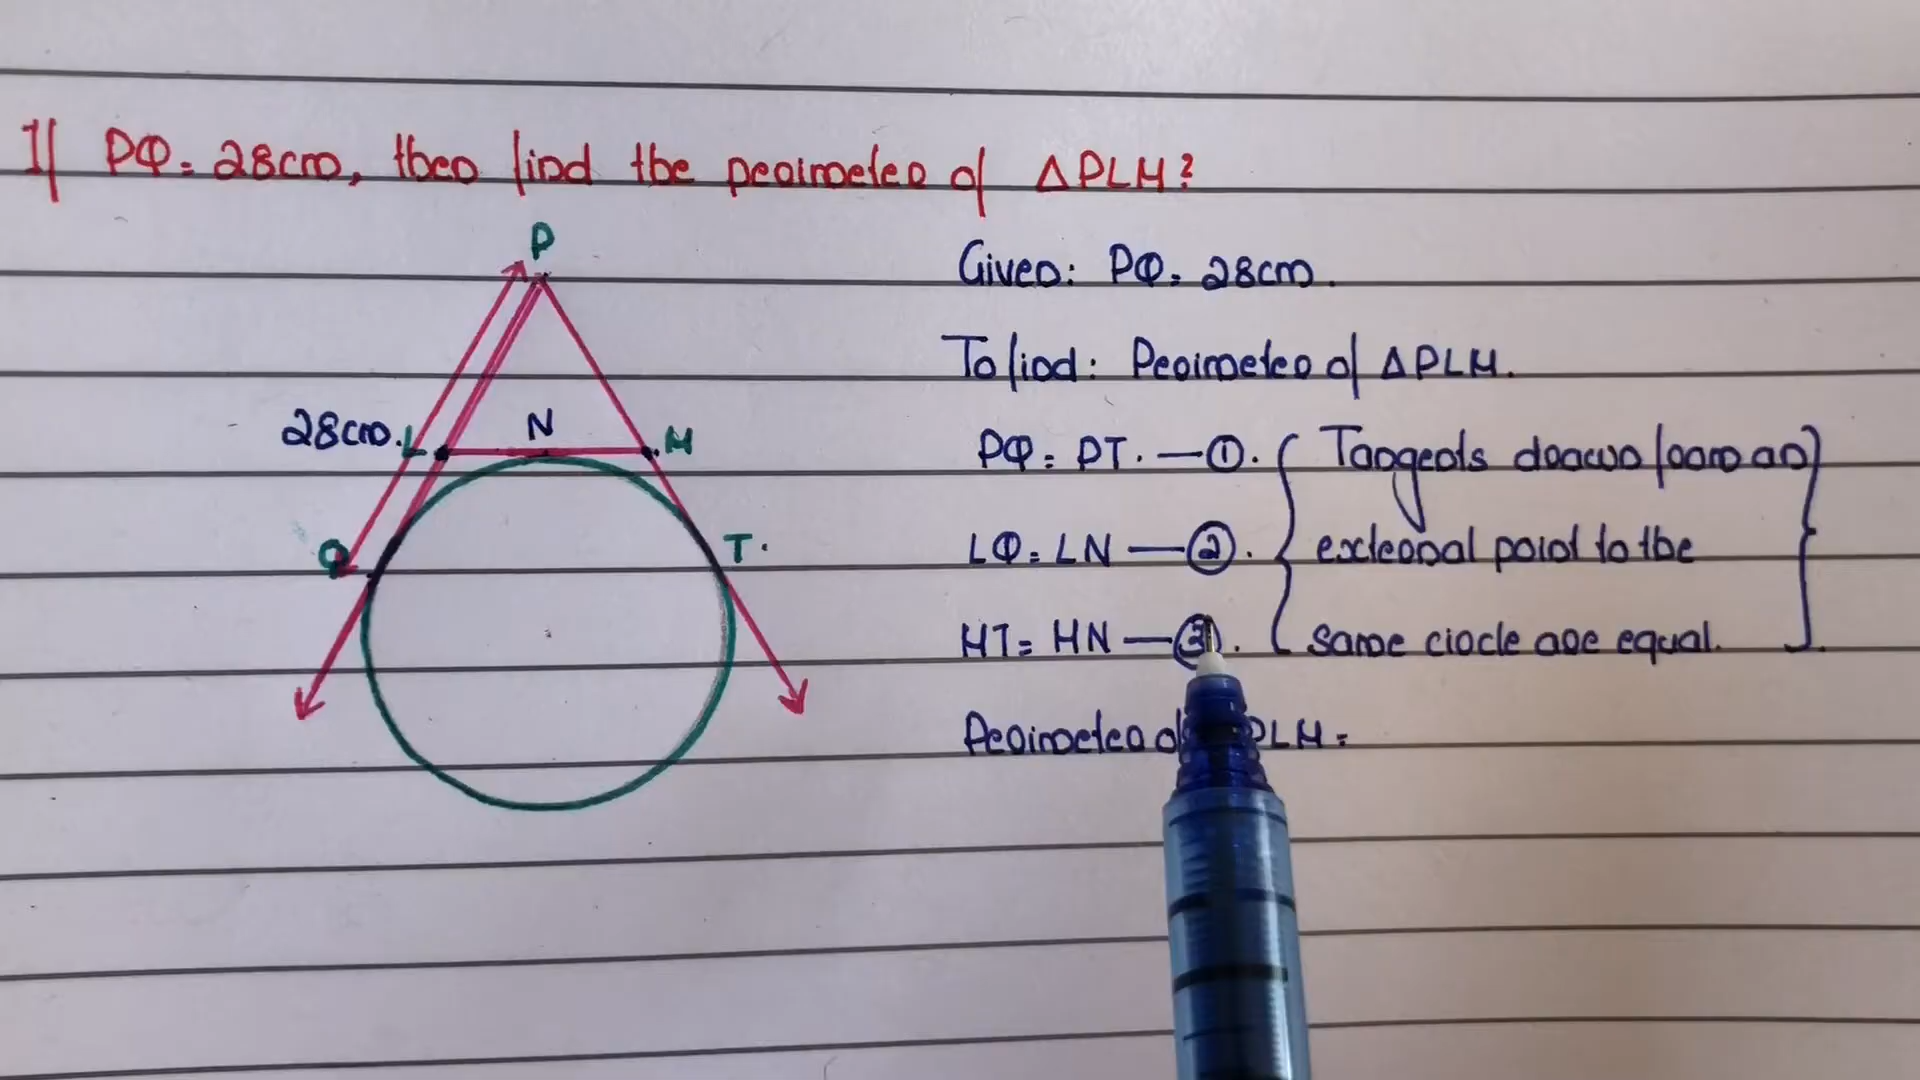 If PQ = 28cm, then find the perimeter of ΔPLM?
P
Given: PQ = 28cm.
To find: Perimeter of ΔPLM.
28cm. L N M
PQ = PT. — ①. { Tangents drawn from an }
Q T.
LQ = LN — ②. external point to the
MT = MN — ③. same circle are equal.
Perimeter of PLM =